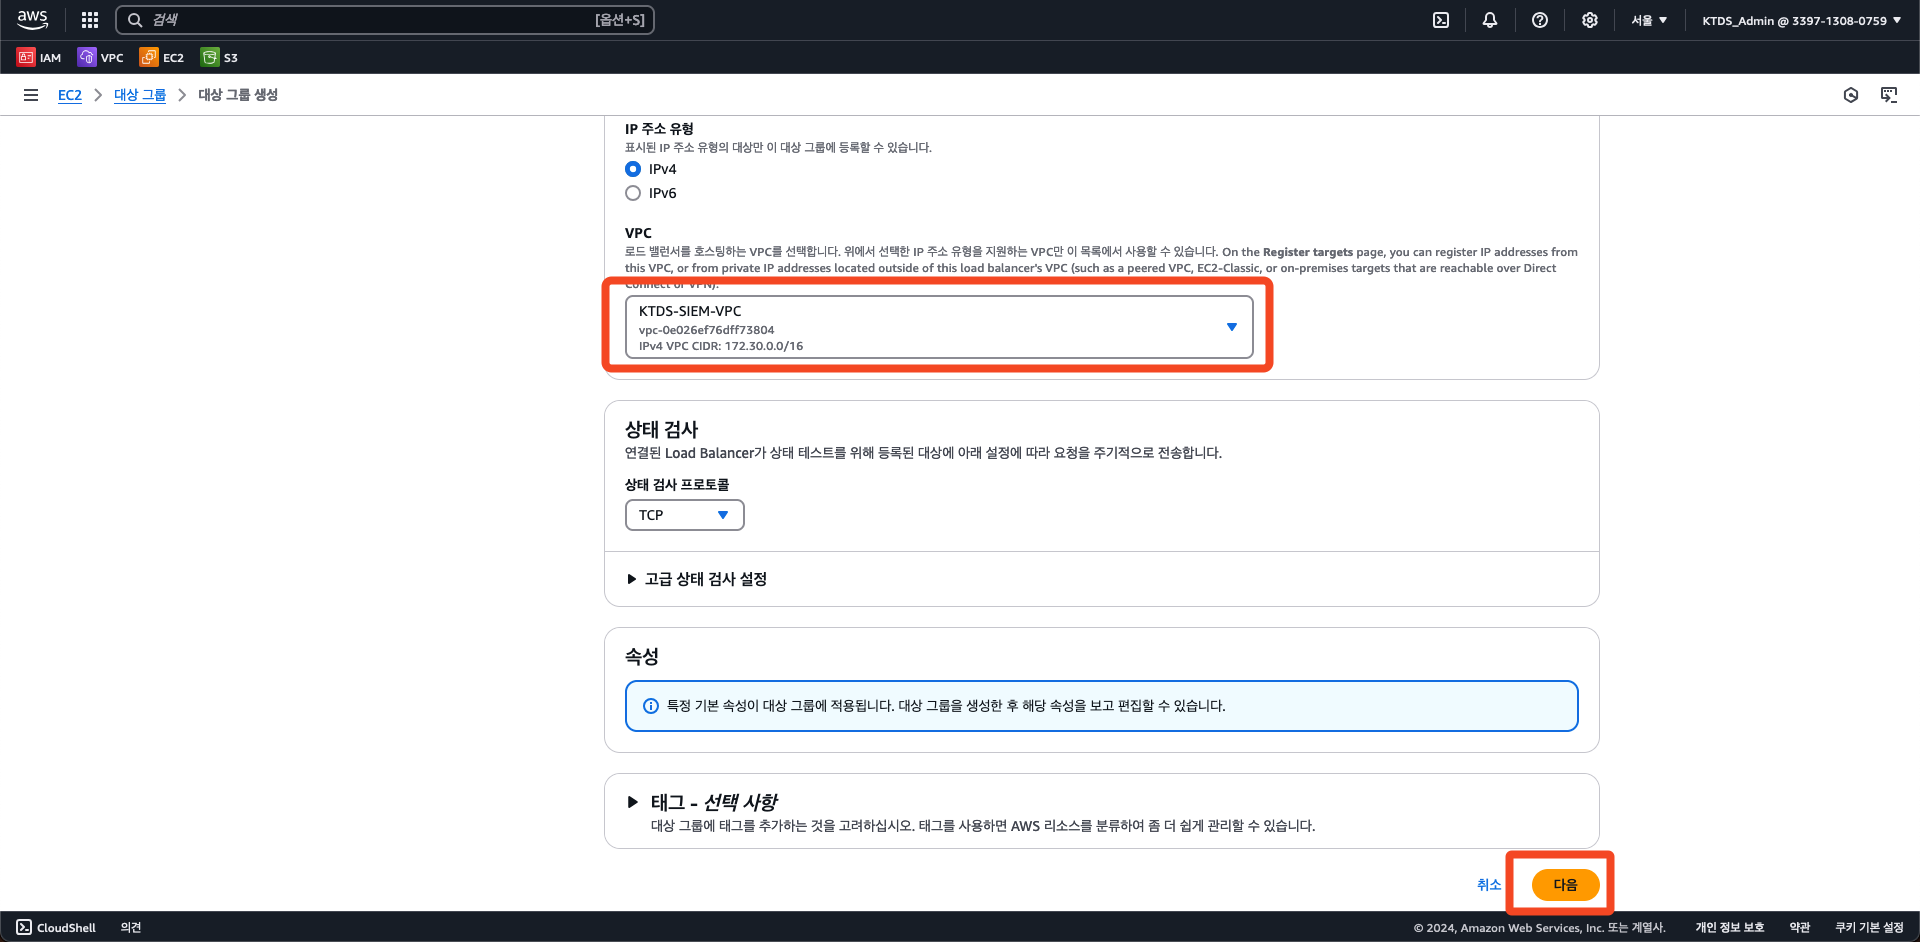 aws
검색
[옵션+S]
서울
KTDS_Admin @ 3397-1308-0759
IAM
VPC
EC2
S3
EC2
대상 그룹
대상 그룹 생성
IP 주소 유형
표시된 IP 주소 유형의 대상만 이 대상 그룹에 등록할 수 있습니다.
IPv4
IPv6
VPC
로드 밸런서를 호스팅하는 VPC를 선택합니다. 위에서 선택한 IP 주소 유형을 지원하는 VPC만 이 목록에서 사용할 수 있습니다. On the Register targets page, you can register IP addresses from
this VPC, or from private IP addresses located outside of this load balancer's VPC (such as a peered VPC, EC2-Classic, or on-premises targets that are reachable over Direct
Connect or VPN).
KTDS-SIEM-VPC
vpc-0e026ef76dff73804
IPv4 VPC CIDR: 172.30.0.0/16
상태 검사
연결된 Load Balancer가 상태 테스트를 위해 등록된 대상에 아래 설정에 따라 요청을 주기적으로 전송합니다.
상태 검사 프로토콜
TCP
고급 상태 검사 설정
속성
특정 기본 속성이 대상 그룹에 적용됩니다. 대상 그룹을 생성한 후 해당 속성을 보고 편집할 수 있습니다.
태그 - 선택 사항
대상 그룹에 태그를 추가하는 것을 고려하십시오. 태그를 사용하면 AWS 리소스를 분류하여 좀 더 쉽게 관리할 수 있습니다.
취소
다음
CloudShell
의견
© 2024, Amazon Web Services, Inc. 또는 계열사.
개인 정보 보호
약관
쿠키 기본 설정